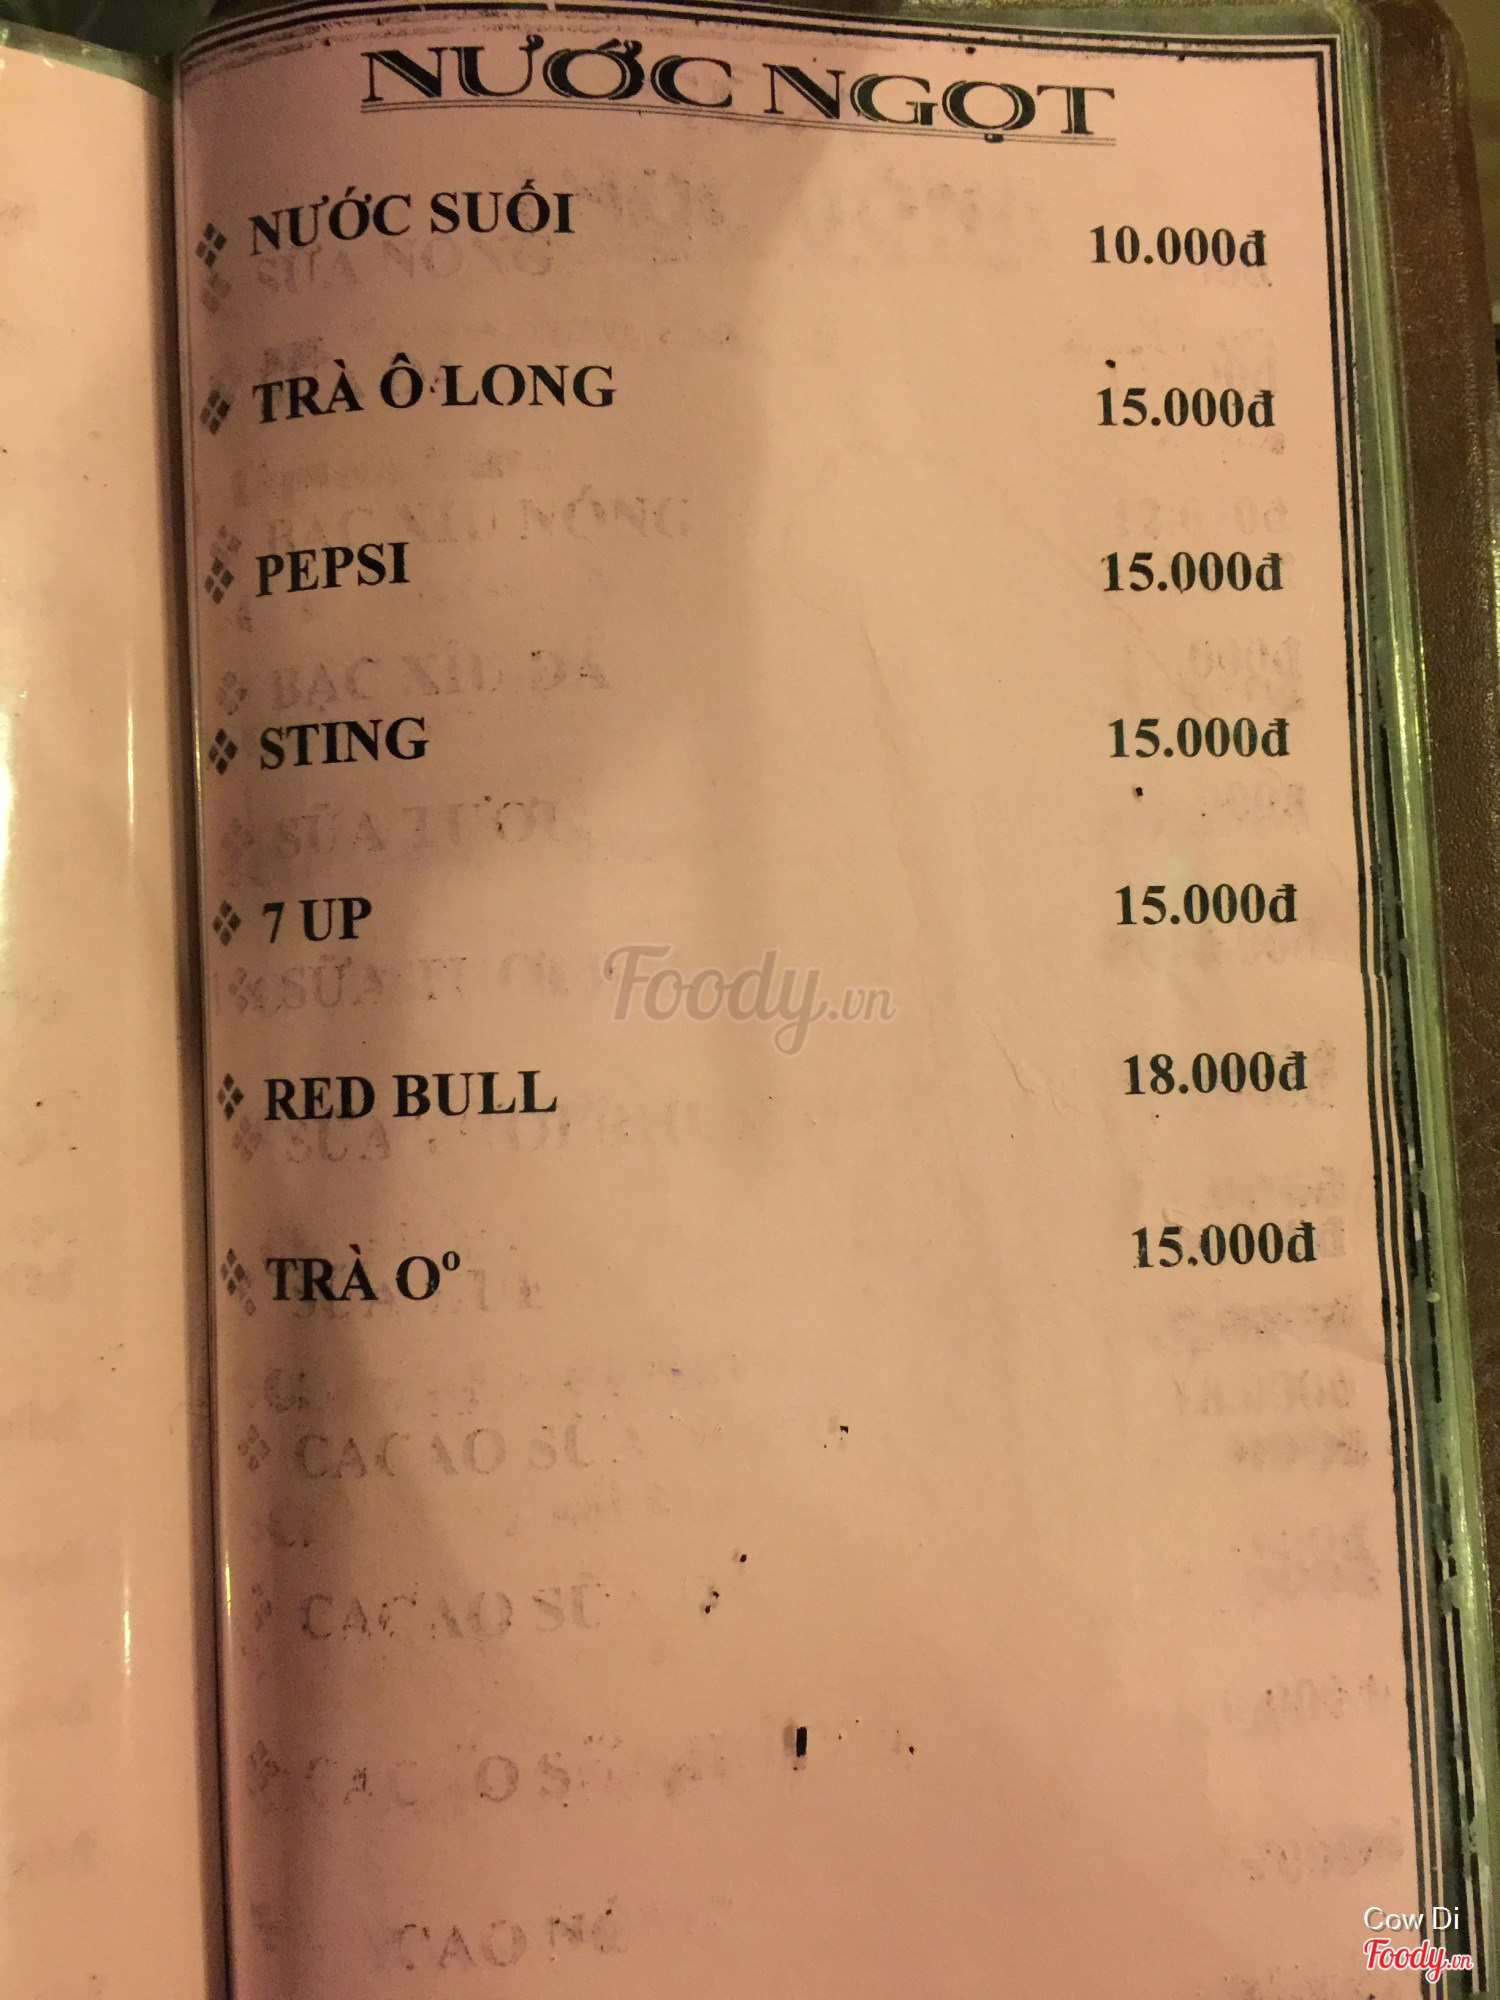 NƯỚC NGỌT
NƯỚC SUỐI 10.000đ
TRÀ Ô LONG 15.000đ
PEPSI 15.000đ
STING 15.000đ
7 UP 15.000đ
Foody.vn
RED BULL 18.000đ
TRÀ Oº 15.000đ
Cow Di
Foody.vn